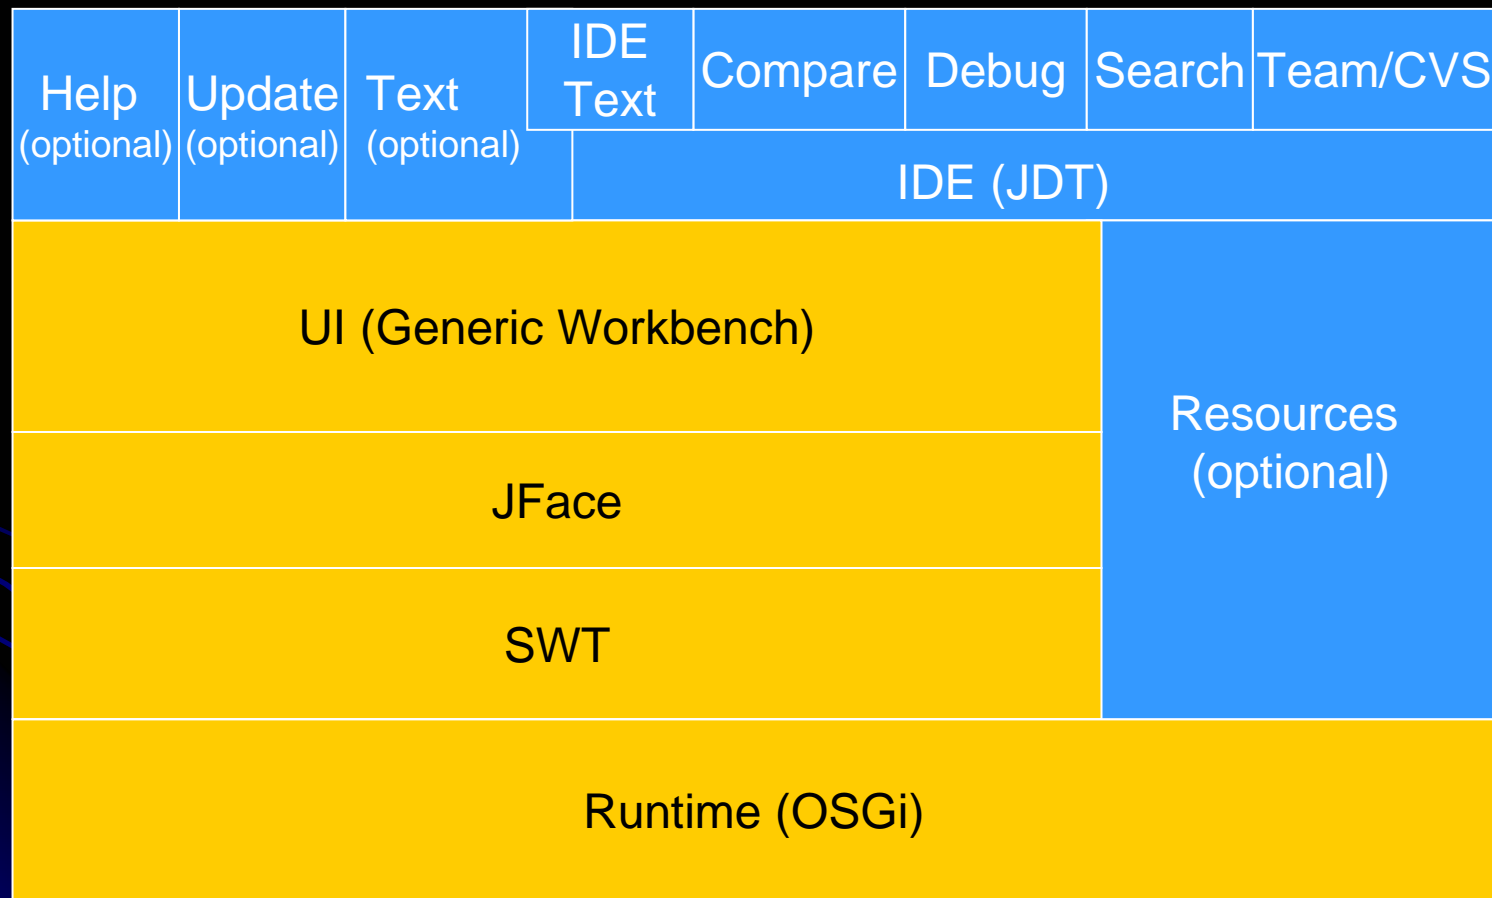 Help
(optional)
Update
(optional)
Text
(optional)
IDE
Text
Compare
Debug
Search
Team/CVS
IDE (JDT)
UI (Generic Workbench)
Resources
(optional)
JFace
SWT
Runtime (OSGi)